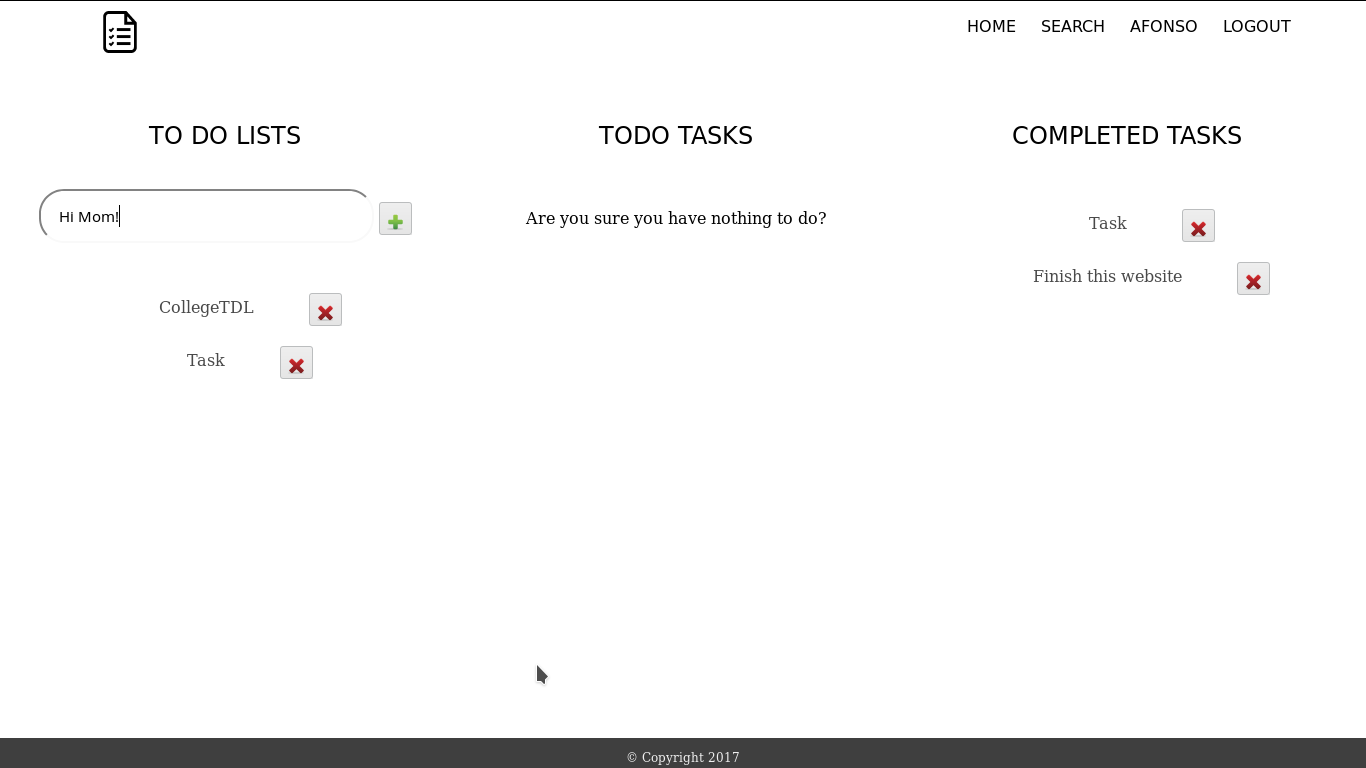 HOME SEARCH AFONSO LOGOUT
TO DO LISTS
Hi Mom!
CollegeTDL
Task
TODO TASKS
Are you sure you have nothing to do?
COMPLETED TASKS
Task
Finish this website
© Copyright 2017